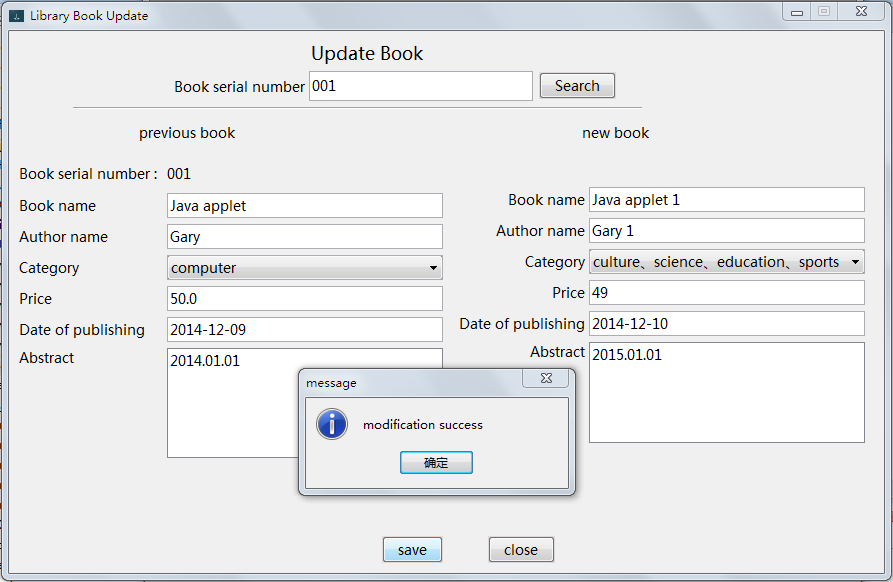 Library Book Update
Update Book
Book serial number 001 Search
previous book
new book
Book serial number : 001
Book name Java applet
Author name Gary
Category computer
Price 50.0
Date of publishing 2014-12-09
Abstract 2014.01.01
Book name Java applet 1
Author name Gary 1
Category culture、science、education、sports
Price 49
Date of publishing 2014-12-10
Abstract 2015.01.01
message
modification success
确定
save close